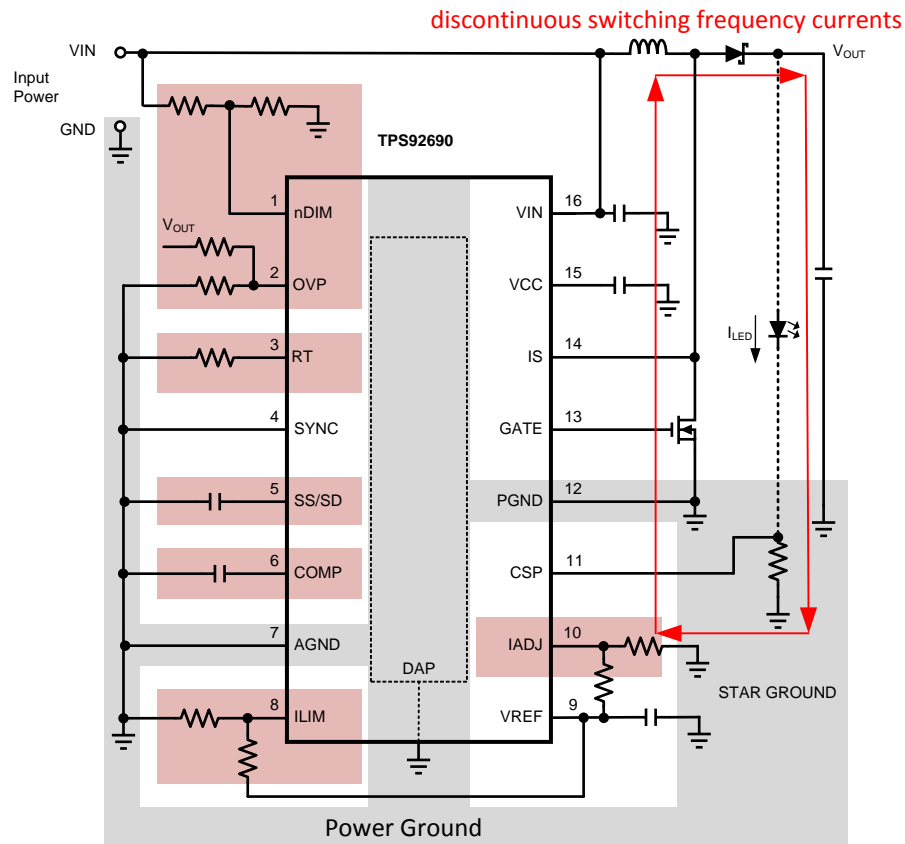 discontinuous switching frequency currents
VIN
VOUT
Input
Power
GND
TPS92690
1
nDIM
VIN
16
VOUT
2
OVP
VCC
15
3
RT
IS
14
ILED
4
SYNC
GATE
13
5
SS/SD
PGND
12
6
COMP
CSP
11
7
AGND
IADJ
10
DAP
STAR GROUND
8
ILIM
VREF
9
Power Ground